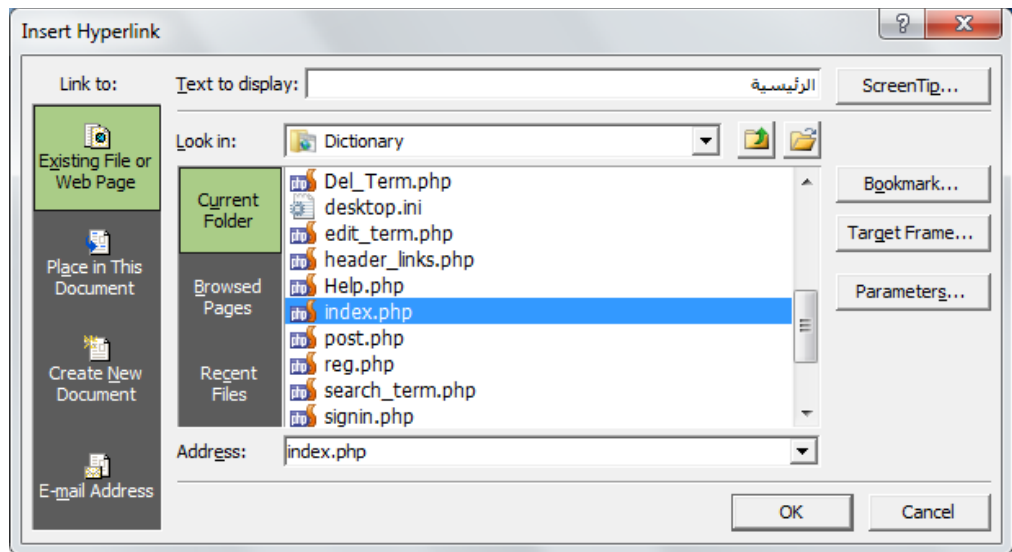 Insert Hyperlink
Link to:
Text to display:
الرئيسية
ScreenTip...
Existing File or
Web Page
Place in This
Document
Create New
Document
E-mail Address
Look in:
Dictionary
Current
Folder
Browsed
Pages
Recent
Files
Del_Term.php
desktop.ini
edit_term.php
header_links.php
Help.php
index.php
post.php
reg.php
search_term.php
signin.php
Address:
index.php
Bookmark...
Target Frame...
Parameters...
OK
Cancel